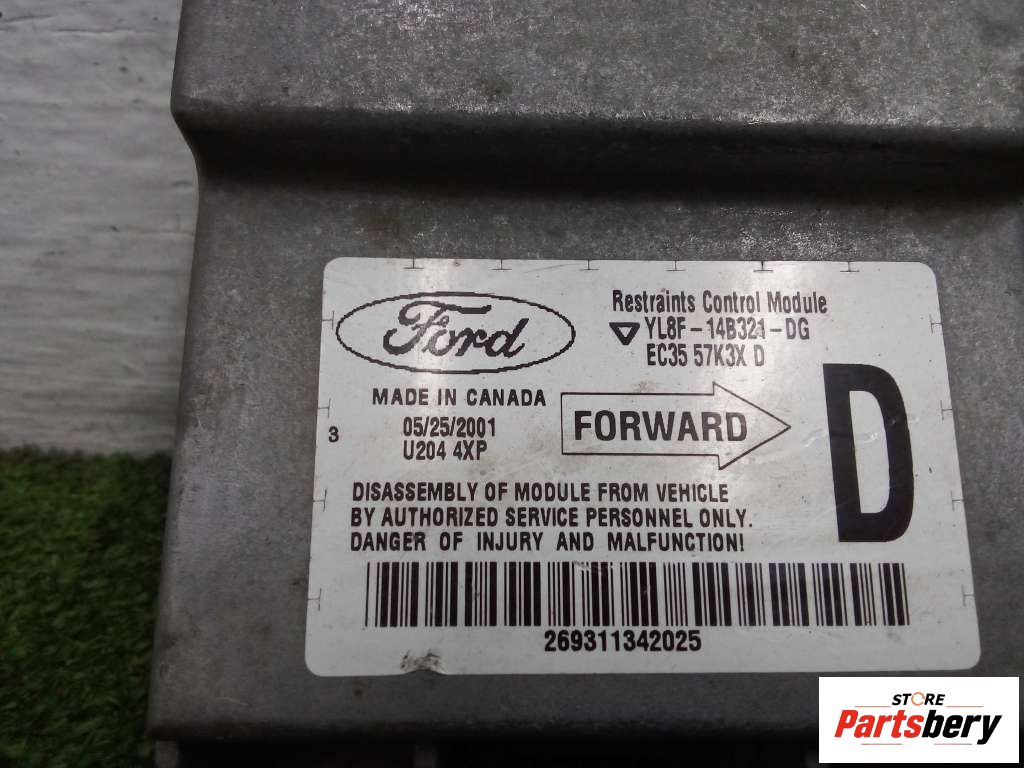 Ford
Restraints Control Module
YL8F-14B321-DG
EC35 57K3X D
MADE IN CANADA
05/25/2001
U204 4XP
3
FORWARD
D
DISASSEMBLY OF MODULE FROM VEHICLE
BY AUTHORIZED SERVICE PERSONNEL ONLY.
DANGER OF INJURY AND MALFUNCTION!
269311342025
STORE
Partsbery